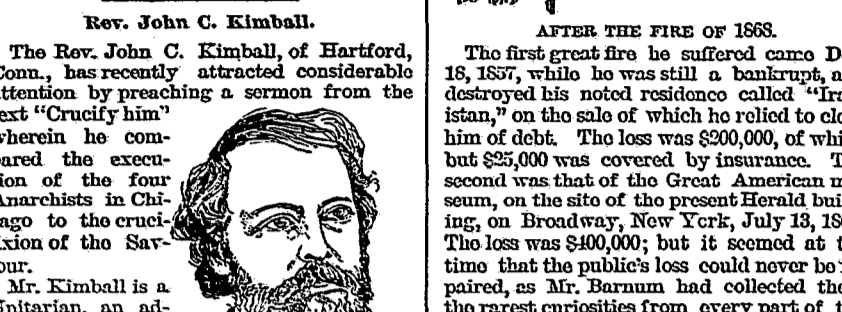 Rev. John C. Kimball.
The Rev. John C. Kimball, of Hartford,
Conn., has recently attracted considerable
attention by preaching a sermon from the
text "Crucify him"
wherein he com-
pared the execu-
tion of the four
Anarchists in Chi-
cago to the cruci-
fixion of the Sav-
iour.
Mr. Kimball is a
Unitarian, an ad-
AFTER THE FIRE OF 1868.
The first great fire he suffered came D
18, 1857, while he was still a bankrupt, a
destroyed his noted residence called "Ira
istan," on the sale of which he relied to cle
him of debt. The loss was $200,000, of whi
but $25,000 was covered by insurance. T
second was that of the Great American m
seum, on the site of the present Herald buil
ing, on Broadway, New York, July 13, 18
The loss was $400,000; but it seemed at t
time that the public's loss could never be
paired, as Mr. Barnum had collected the
the rarest curiosities from every part of t